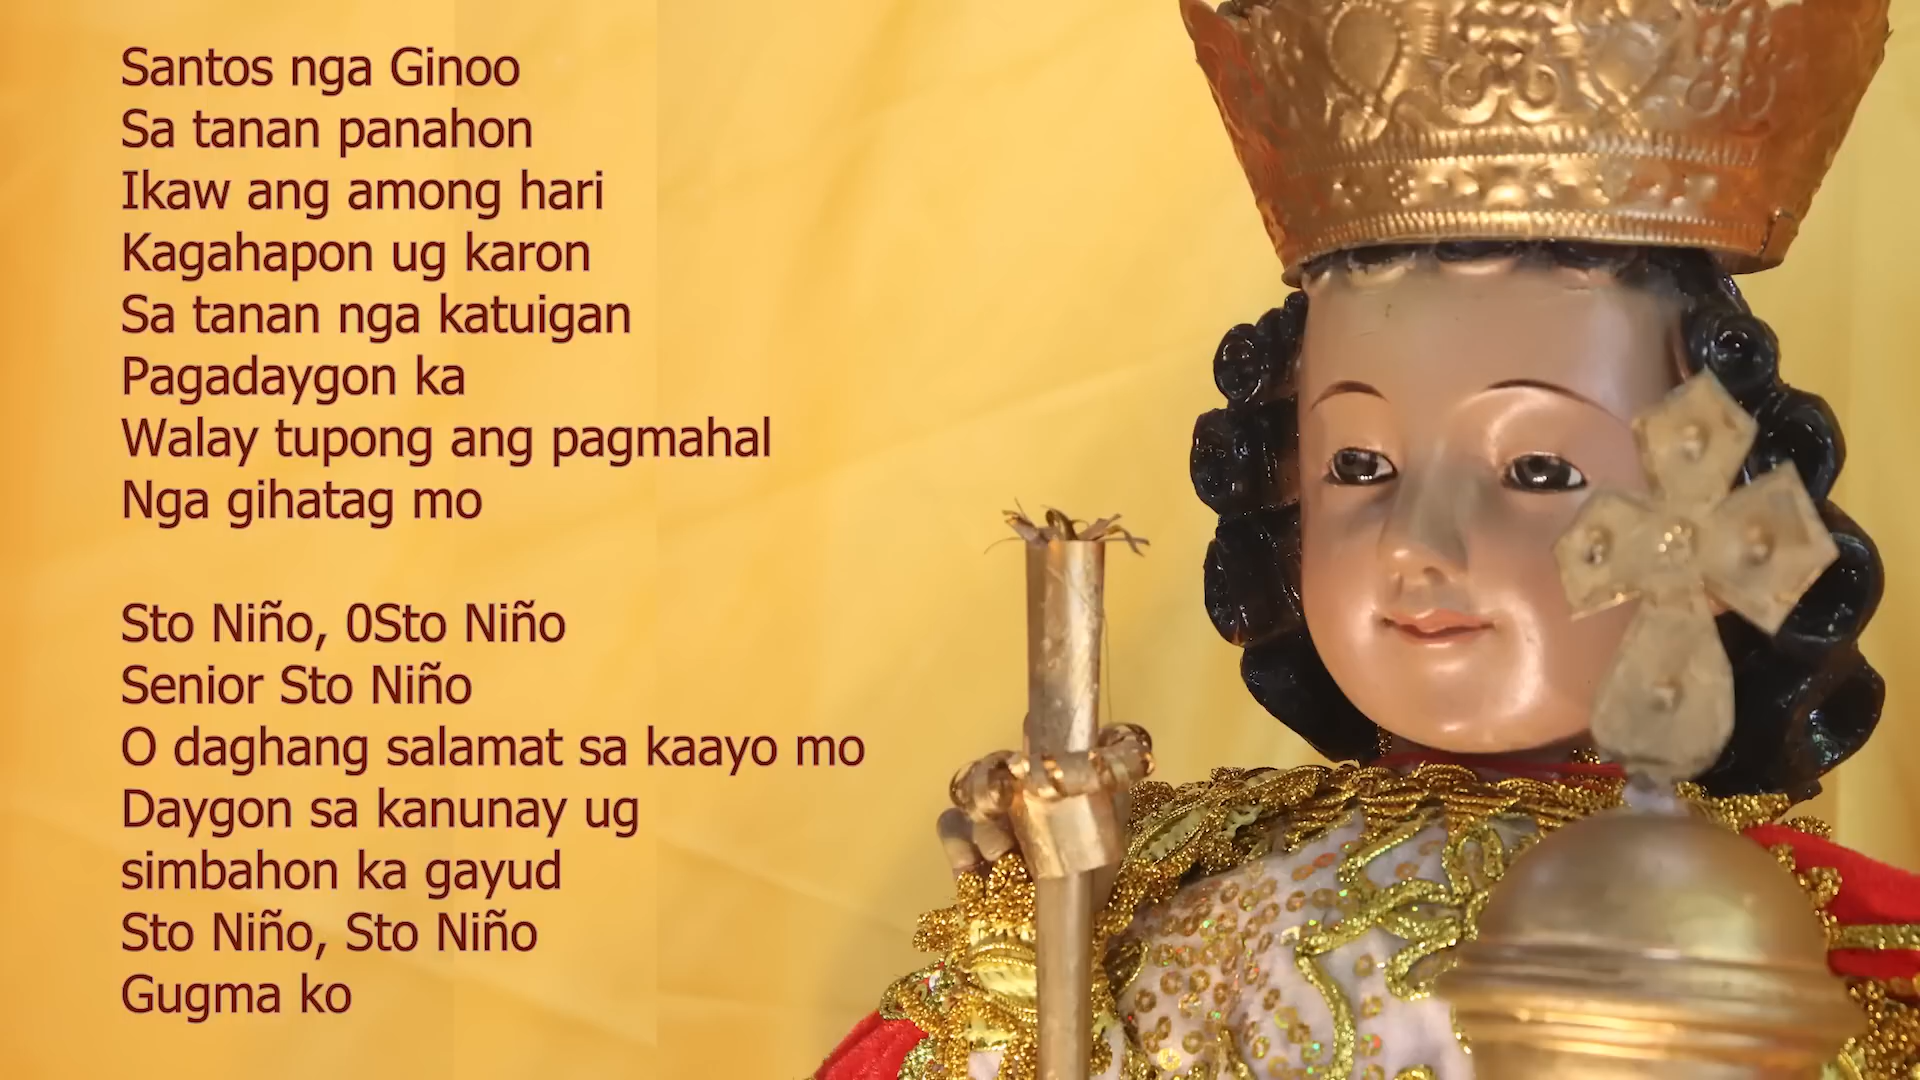 Santos nga Ginoo
Sa tanan panahon
Ikaw ang among hari
Kagahapon ug karon
Sa tanan nga katuigan
Pagadaygon ka
Walay tupong ang pagmahal
Nga gihatag mo
Sto Niño, 0Sto Niño
Senior Sto Niño
O daghang salamat sa kaayo mo
Daygon sa kanunay ug
simbahon ka gayud
Sto Niño, Sto Niño
Gugma ko